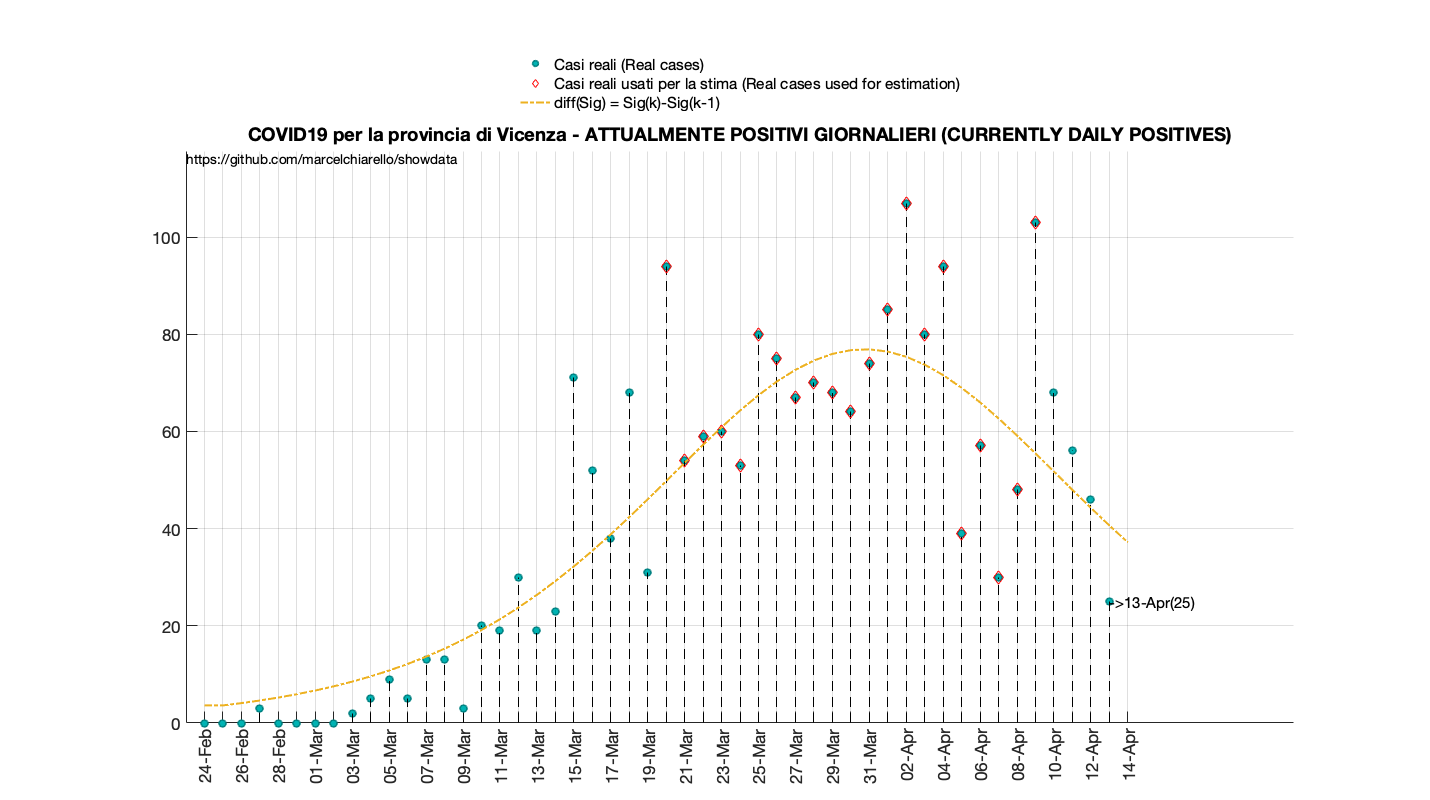 Casi reali (Real cases)
Casi reali usati per la stima (Real cases used for estimation)
diff(Sig) = Sig(k)-Sig(k-1)
COVID19 per la provincia di Vicenza - ATTUALMENTE POSITIVI GIORNALIERI (CURRENTLY DAILY POSITIVES)
https://github.com/marcelchiarello/showdata
100
80
60
40
20
0
->13-Apr(25)
24-Feb
26-Feb
28-Feb
01-Mar
03-Mar
05-Mar
07-Mar
09-Mar
11-Mar
13-Mar
15-Mar
17-Mar
19-Mar
21-Mar
23-Mar
25-Mar
27-Mar
29-Mar
31-Mar
02-Apr
04-Apr
06-Apr
08-Apr
10-Apr
12-Apr
14-Apr